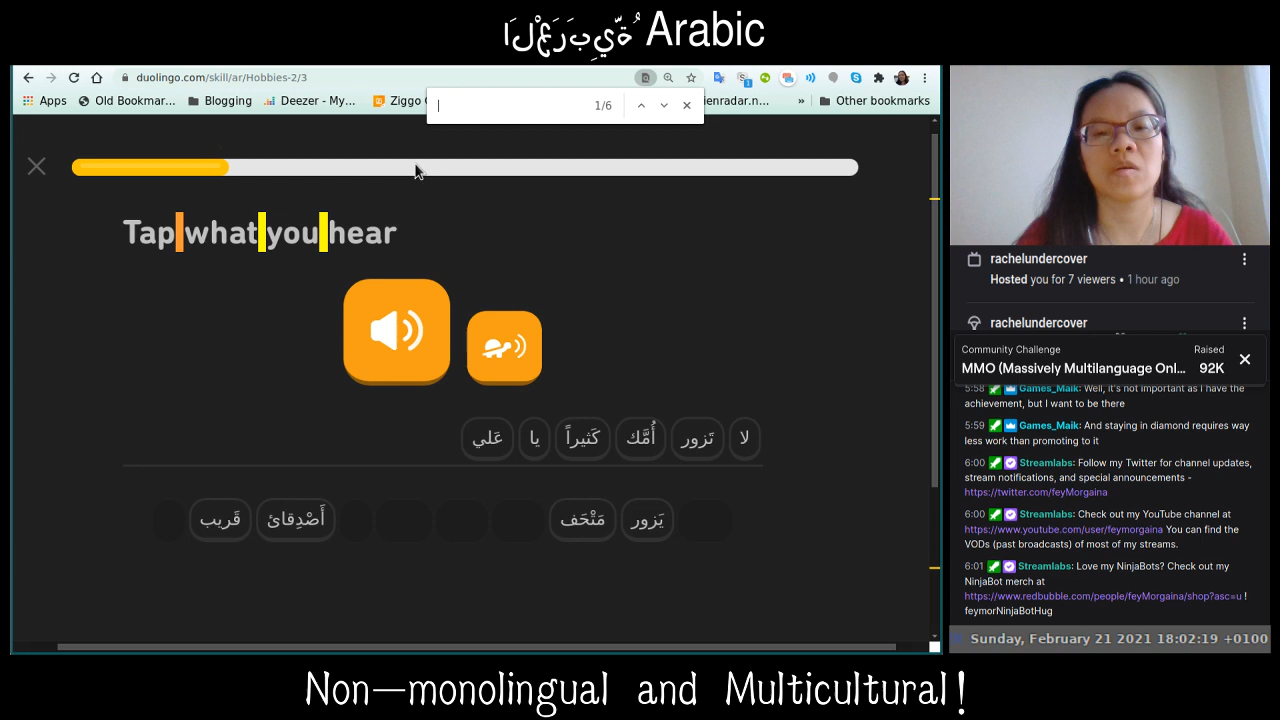 اَلْعَرَبِيّةُ Arabic
duolingo.com/skill/ar/Hobbies-2/3
Apps Old Bookmar... Blogging Deezer - My... Ziggo ienradar.n... » Other bookmarks
1/6
Tap what you hear
لا تَزور أُمَّك كَثيراً يا عَلي
يَزور مَتْحَف أَصْدِقائ قَريب
rachelundercover
Hosted you for 7 viewers • 1 hour ago
rachelundercover
Community Challenge Raised
MMO (Massively Multilanguage Onl... 92K
5:58 Games_Maik: Well, it's not important as I have the
achievement, but I want to be there
5:59 Games_Maik: And staying in diamond requires way
less work than promoting to it
6:00 Streamlabs: Follow my Twitter for channel updates,
stream notifications, and special announcements -
https://twitter.com/feyMorgaina
6:00 Streamlabs: Check out my YouTube channel at
https://www.youtube.com/user/feymorgaina You can find the
VODs (past broadcasts) of most of my streams.
6:01 Streamlabs: Love my NinjaBots? Check out my
NinjaBot merch at
https://www.redbubble.com/people/feyMorgaina/shop?asc=u !
feymorNinjaBotHug
Sunday, February 21 2021 18:02:19 +0100
Non-monolingual and Multicultural!